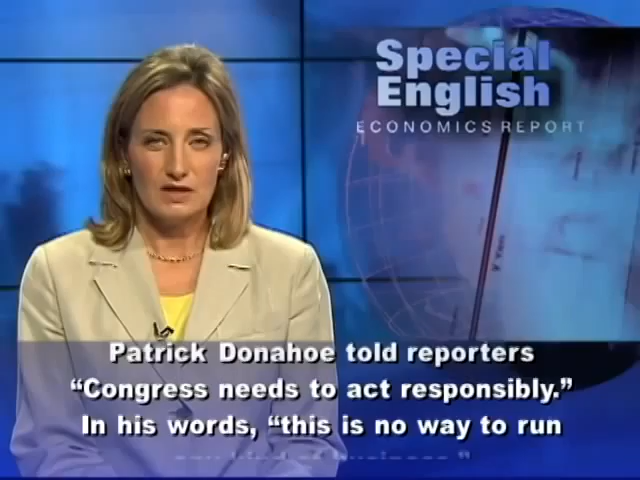 Special
English
ECONOMICS REPORT
Patrick Donahoe told reporters
“Congress needs to act responsibly.”
In his words, “this is no way to run